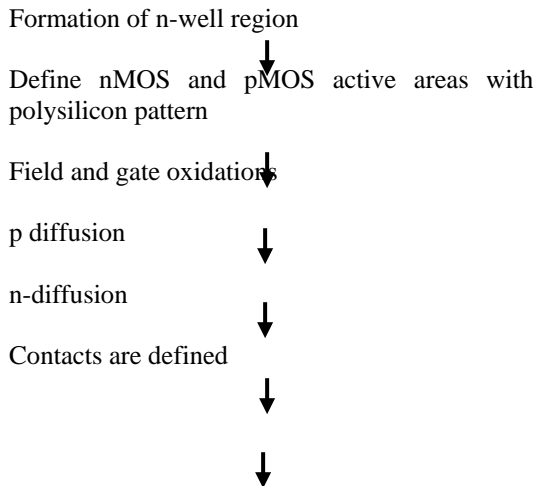 Formation of n-well region
Define nMOS and pMOS active areas with
polysilicon pattern
Field and gate oxidations
p diffusion
n-diffusion
Contacts are defined